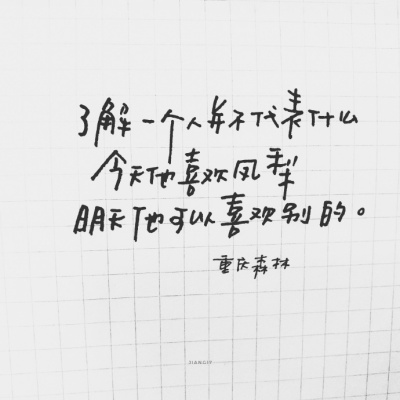 了解一个人并不代表什么
今天他喜欢凤梨
明天他可以喜欢别的。
重庆森林